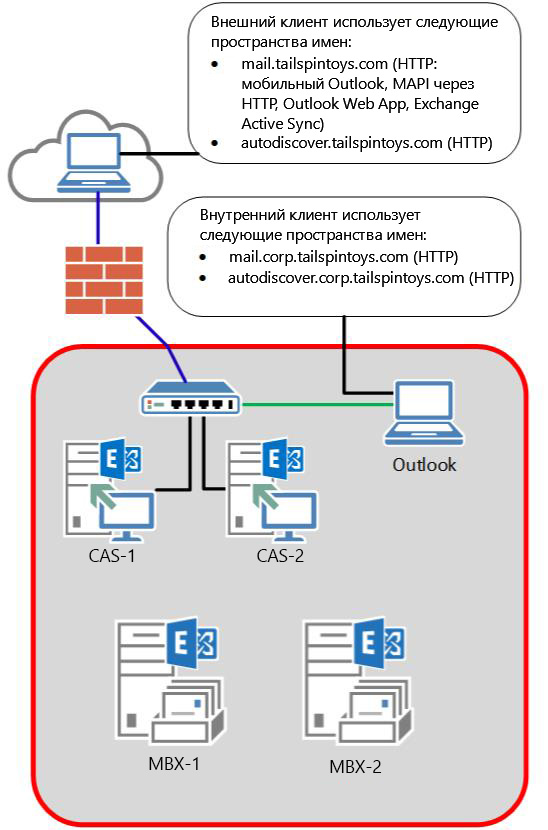 Внешний клиент использует следующие
пространства имен:
• mail.tailspintoys.com (HTTP:
мобильный Outlook, MAPI через
HTTP, Outlook Web App, Exchange
Active Sync)
• autodiscover.tailspintoys.com (HTTP)
Внутренний клиент использует
следующие пространства имен:
• mail.corp.tailspintoys.com (HTTP)
• autodiscover.corp.tailspintoys.com (HTTP)
Outlook
CAS-1
CAS-2
MBX-1
MBX-2